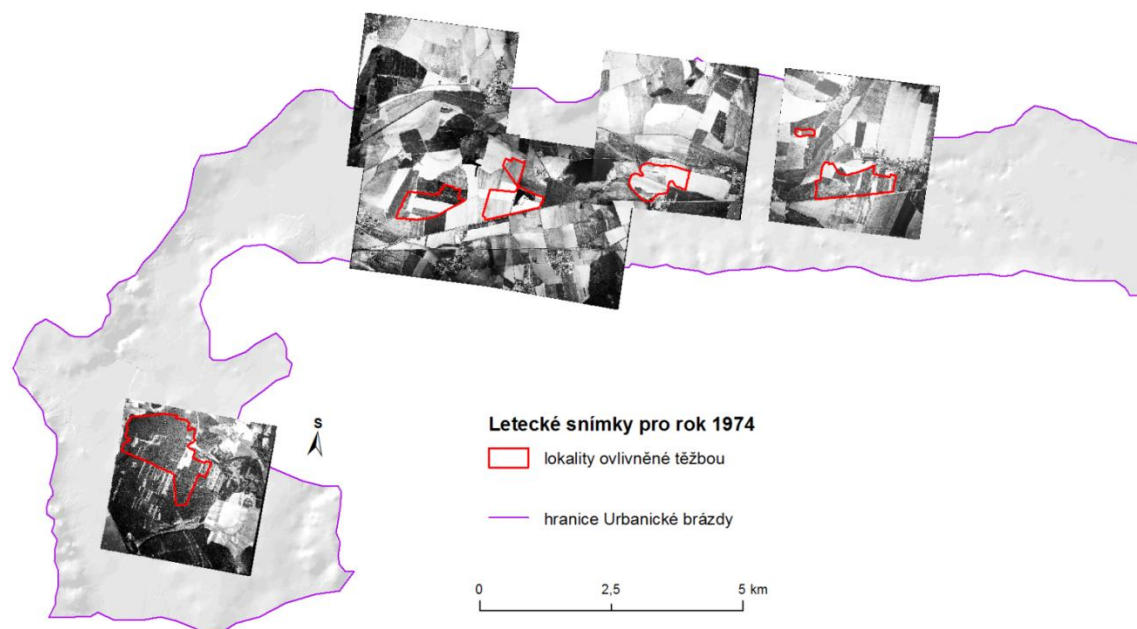 S
Letecké snímky pro rok 1974
lokality ovlivněné těžbou
hranice Urbanické brázdy
0 2,5 5 km